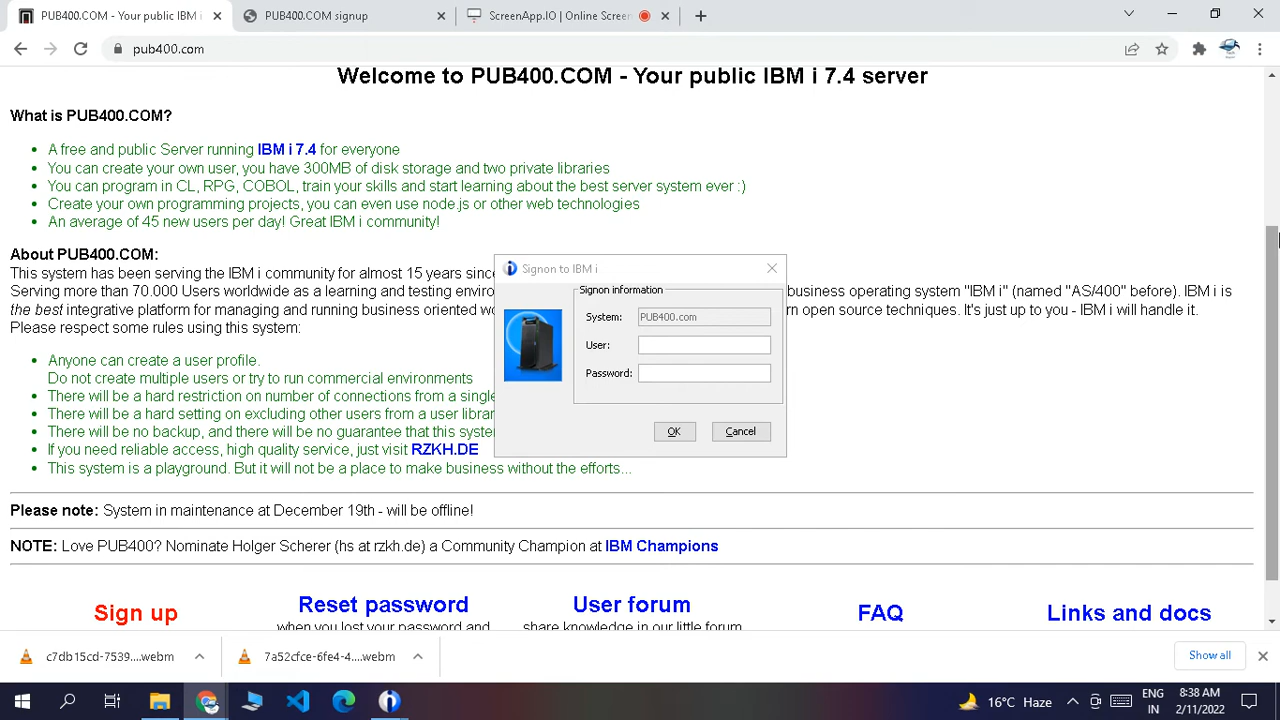 PUB400.COM - Your public IBM i
PUB400.COM signup
ScreenApp.IO | Online Screen
pub400.com
Welcome to PUB400.COM - Your public IBM i 7.4 server
What is PUB400.COM?
A free and public Server running IBM i 7.4 for everyone
You can create your own user, you have 300MB of disk storage and two private libraries
You can program in CL, RPG, COBOL, train your skills and start learning about the best server system ever :)
Create your own programming projects, you can even use node.js or other web technologies
An average of 45 new users per day! Great IBM i community!
About PUB400.COM:
This system has been serving the IBM i community for almost 15 years sinc
Serving more than 70.000 Users worldwide as a learning and testing enviro
business operating system "IBM i" (named "AS/400" before). IBM i is
the best integrative platform for managing and running business oriented wo
rn open source techniques. It's just up to you - IBM i will handle it.
Please respect some rules using this system:
Anyone can create a user profile.
Do not create multiple users or try to run commercial environments
There will be a hard restriction on number of connections from a single
There will be a hard setting on excluding other users from a user librar
There will be no backup, and there will be no guarantee that this syste
If you need reliable access, high quality service, just visit RZKH.DE
This system is a playground. But it will not be a place to make business without the efforts...
Signon to IBM i
Signon information
System: PUB400.com
User:
Password:
OK Cancel
Please note: System in maintenance at December 19th - will be offline!
NOTE: Love PUB400? Nominate Holger Scherer (hs at rzkh.de) a Community Champion at IBM Champions
Sign up
Reset password
User forum
FAQ
Links and docs
when you lost your password and
share knowledge in our little forum
c7db15cd-7539....webm
7a52cfce-6fe4-4....webm
Show all
16°C Haze
ENG
IN
8:38 AM
2/11/2022